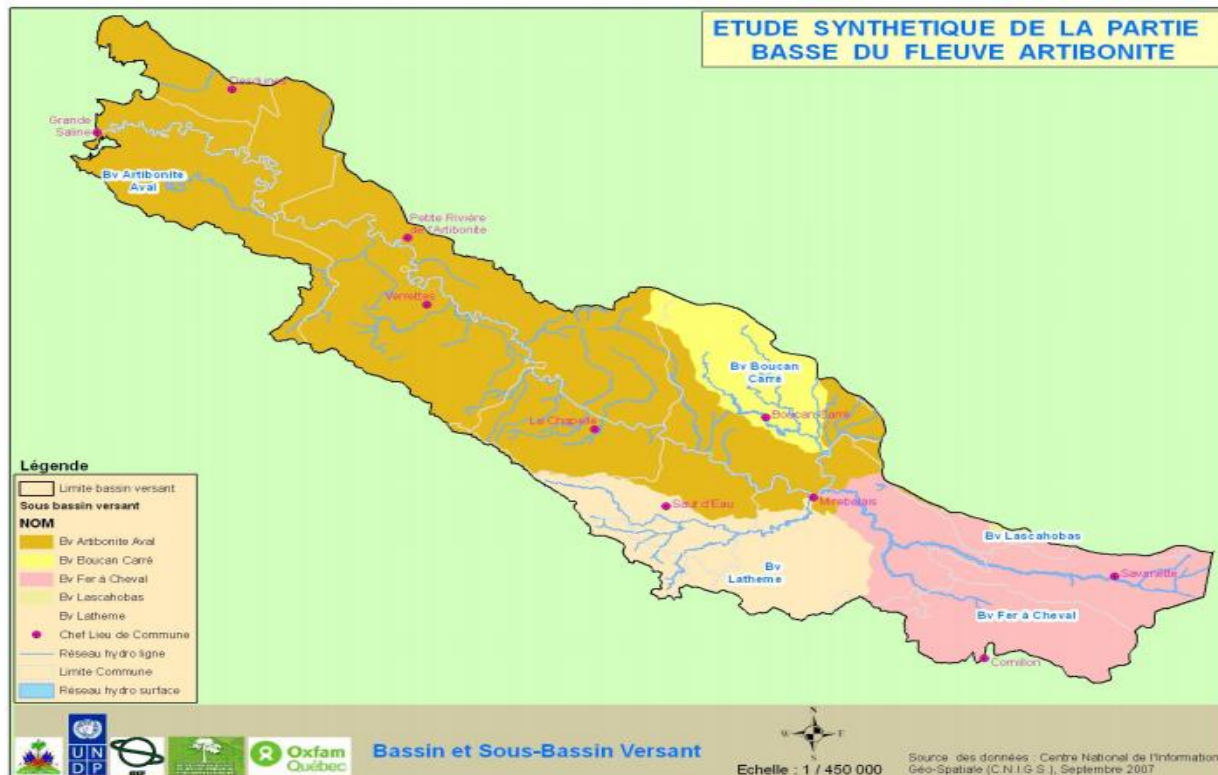 ETUDE SYNTHETIQUE DE LA PARTIE
BASSE DU FLEUVE ARTIBONITE
Desdunes
Grande
Saline
Bv Artibonite
Aval
Petite Rivière
de l'Artibonite
Verrettes
Bv Boucan
Carré
Boucan Carré
La Chapelle
Saut d'Eau
Mirebalais
Bv Lascahobas
Bv
Latheme
Savanette
Bv Fer à Cheval
Cornillon
Légende
Limite bassin versant
Sous bassin versant
NOM
Bv Artibonite Aval
Bv Boucan Carré
Bv Fer à Cheval
Bv Lascahobas
Bv Latheme
Chef Lieu de Commune
Réseau hydro ligne
Limite Commune
Réseau hydro surface
U N
D P
Oxfam
Québec
Bassin et Sous-Bassin Versant
N
W E
S
Echelle : 1 / 450 000
Source des données : Centre National de l'Information
Géo-Spatiale (C.N.I.G.S.), Septembre 2007